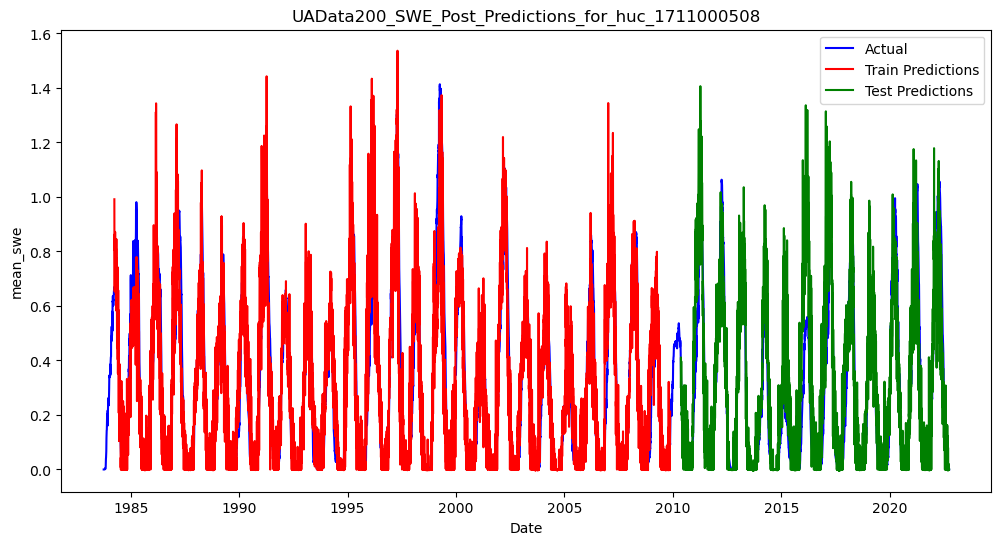 UAData200_SWE_Post_Predictions_for_huc_1711000508
Actual
Train Predictions
Test Predictions
mean_swe
1.6
1.4
1.2
1.0
0.8
0.6
0.4
0.2
0.0
1985 1990 1995 2000 2005 2010 2015 2020
Date